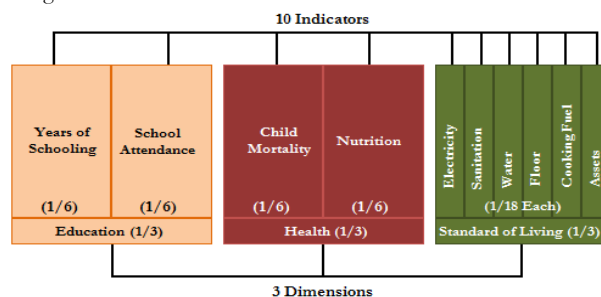 10 Indicators
Years of
Schooling
(1/6)
School
Attendance
(1/6)
Education (1/3)
Child
Mortality
(1/6)
Nutrition
(1/6)
Health (1/3)
Electricity
Sanitation
Water
Floor
Cooking Fuel
Assets
(1/18 Each)
Standard of Living (1/3)
3 Dimensions